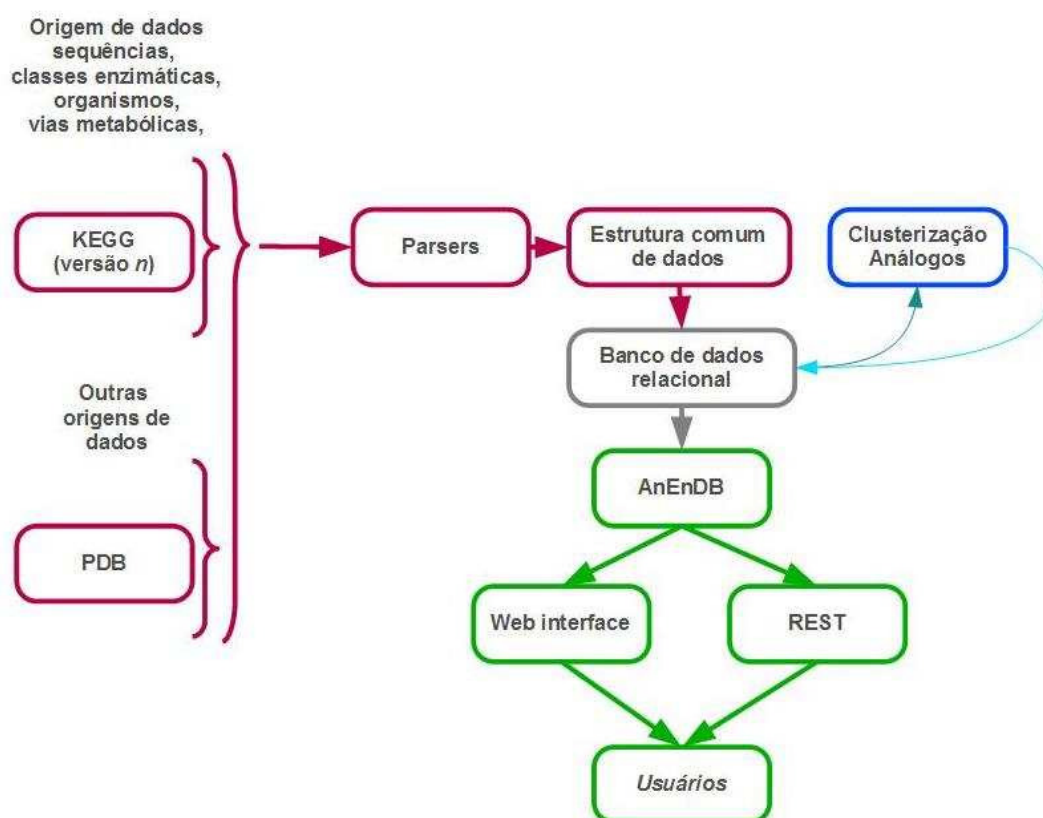 Origem de dados
sequências,
classes enzimáticas,
organismos,
vias metabólicas,
KEGG
(versão n)
Parsers
Estrutura comum
de dados
Clusterização
Análogos
Banco de dados
relacional
Outras
origens de
dados
AnEnDB
PDB
Web interface
REST
Usuários